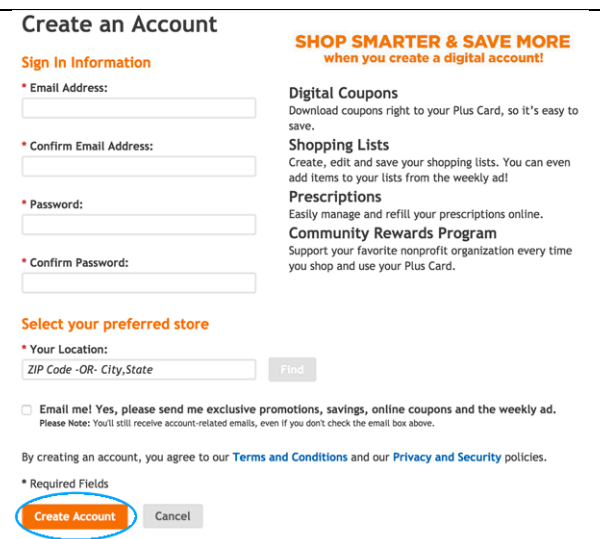 Create an Account
Sign In Information
* Email Address:
* Confirm Email Address:
* Password:
* Confirm Password:
SHOP SMARTER & SAVE MORE
when you create a digital account!
Digital Coupons
Download coupons right to your Plus Card, so it's easy to
save.
Shopping Lists
Create, edit and save your shopping lists. You can even
add items to your lists from the weekly ad!
Prescriptions
Easily manage and refill your prescriptions online.
Community Rewards Program
Support your favorite nonprofit organization every time
you shop and use your Plus Card.
Select your preferred store
* Your Location:
ZIP Code -OR- City,State
Find
Email me! Yes, please send me exclusive promotions, savings, online coupons and the weekly ad.
Please Note: You'll still receive account-related emails, even if you don't check the email box above.
By creating an account, you agree to our Terms and Conditions and our Privacy and Security policies.
* Required Fields
Create Account
Cancel